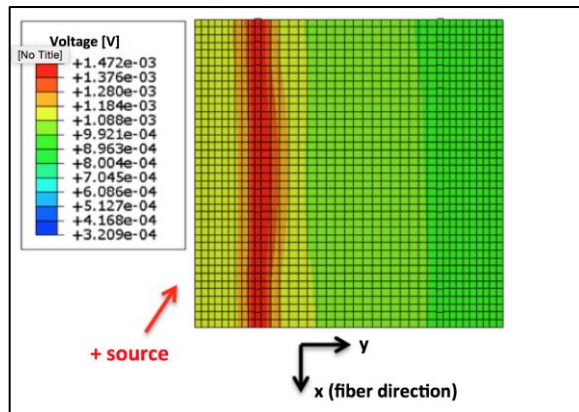 Voltage [V]
[No Title]
+1.472e-03
+1.376e-03
+1.280e-03
+1.184e-03
+1.088e-03
+9.921e-04
+8.963e-04
+8.004e-04
+7.045e-04
+6.086e-04
+5.127e-04
+4.168e-04
+3.209e-04
+ source
y
x (fiber direction)